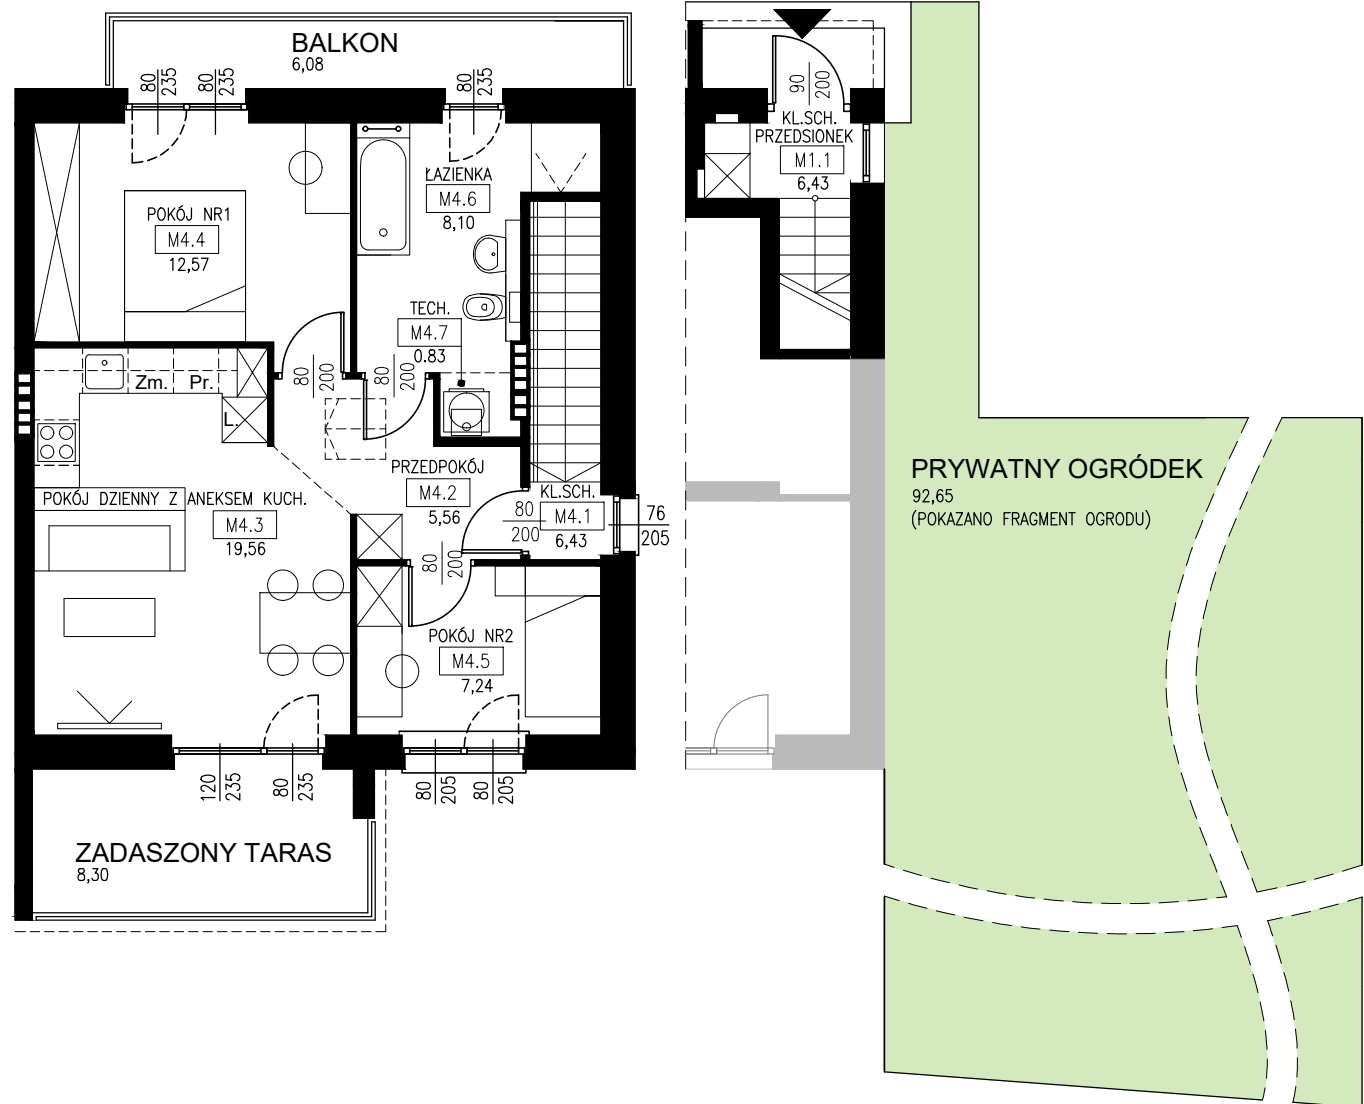 BALKON
6,08
80
235
80
235
80
235
POKÓJ NR1
M4.4
12,57
ŁAZIENKA
M4.6
8,10
TECH.
M4.7
0.83
80
200
80
200
Zm.
Pr.
L.
POKÓJ DZIENNY Z ANEKSEM KUCH.
M4.3
19,56
PRZEDPOKÓJ
M4.2
5,56
80
200
KL.SCH.
M4.1
6,43
76
205
80
200
POKÓJ NR2
M4.5
7,24
120
235
80
235
80
205
80
205
ZADASZONY TARAS
8,30
90
200
KL.SCH.
PRZEDSIONEK
M1.1
6,43
PRYWATNY OGRÓDEK
92,65
(POKAZANO FRAGMENT OGRODU)